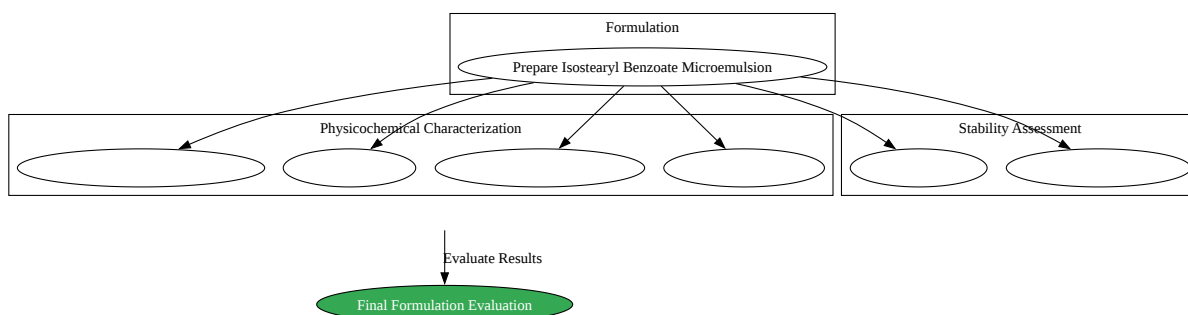 Formulation
Prepare Isostearyl Benzoate Microemulsion
Physicochemical Characterization
Stability Assessment
Evaluate Results
Final Formulation Evaluation